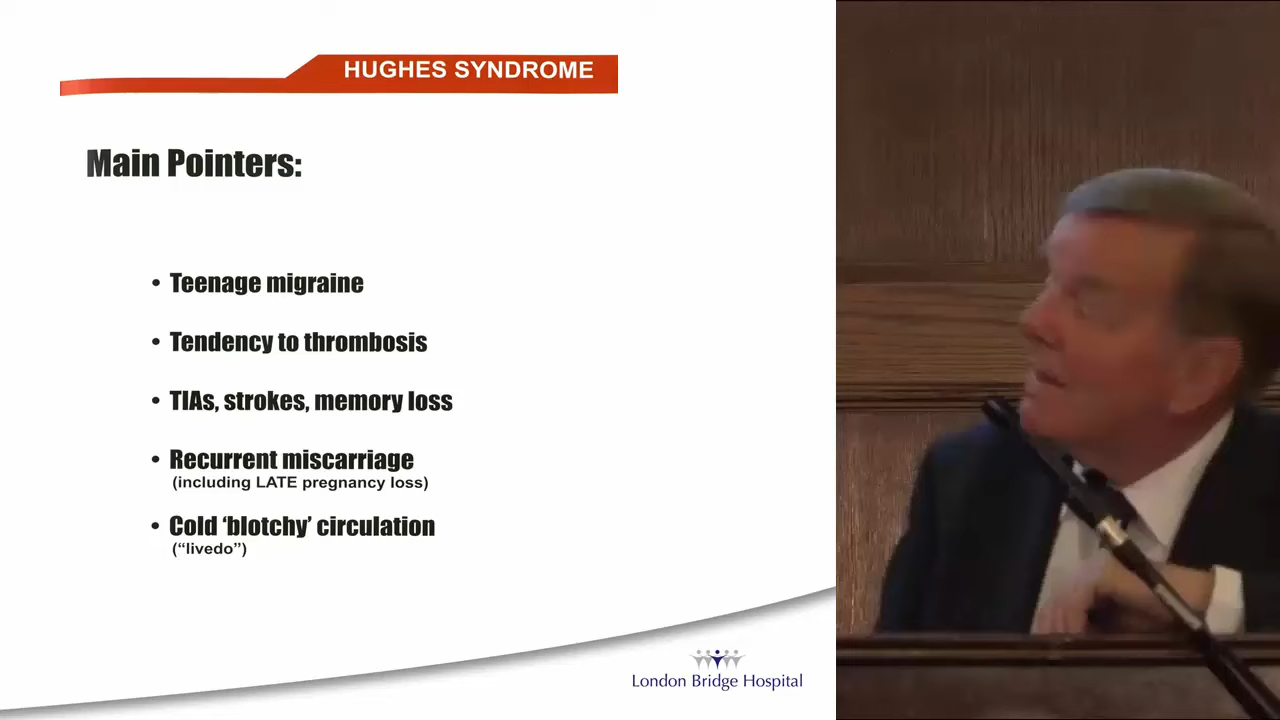 HUGHES SYNDROME
Main Pointers:
• Teenage migraine
• Tendency to thrombosis
• TIAs, strokes, memory loss
• Recurrent miscarriage
(including LATE pregnancy loss)
• Cold ‘blotchy’ circulation
(“livedo”)
London Bridge Hospital